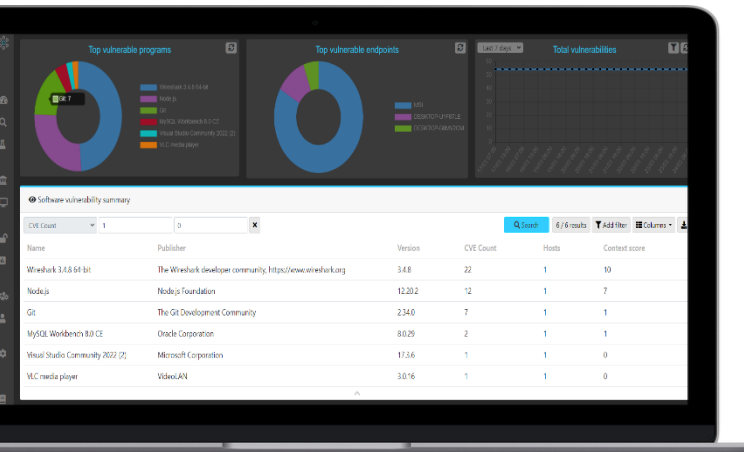 Top vulnerable programs
Top vulnerable endpoints
Last 7 days
Total vulnerabilities
Wireshark 3.4.8 64-bit
Node.js
Git
MySQL Workbench 8.0 CE
Visual Studio Community 2022 (2)
VLC media player
Git: 7
Software vulnerability summary
CVE Count 1 0 x
Search 6 / 6 results Add filter Columns
Name Publisher Version CVE Count Hosts Context score
Wireshark 3.4.8 64-bit The Wireshark developer community, https://www.wireshark.org 3.4.8 22 1 10
Node.js Node.js Foundation 12.20.2 12 1 7
Git The Git Development Community 2.34.0 7 1 1
MySQL Workbench 8.0 CE Oracle Corporation 8.0.29 2 1 1
Visual Studio Community 2022 (2) Microsoft Corporation 17.3.6 1 1 0
VLC media player VideoLAN 3.0.16 1 1 0